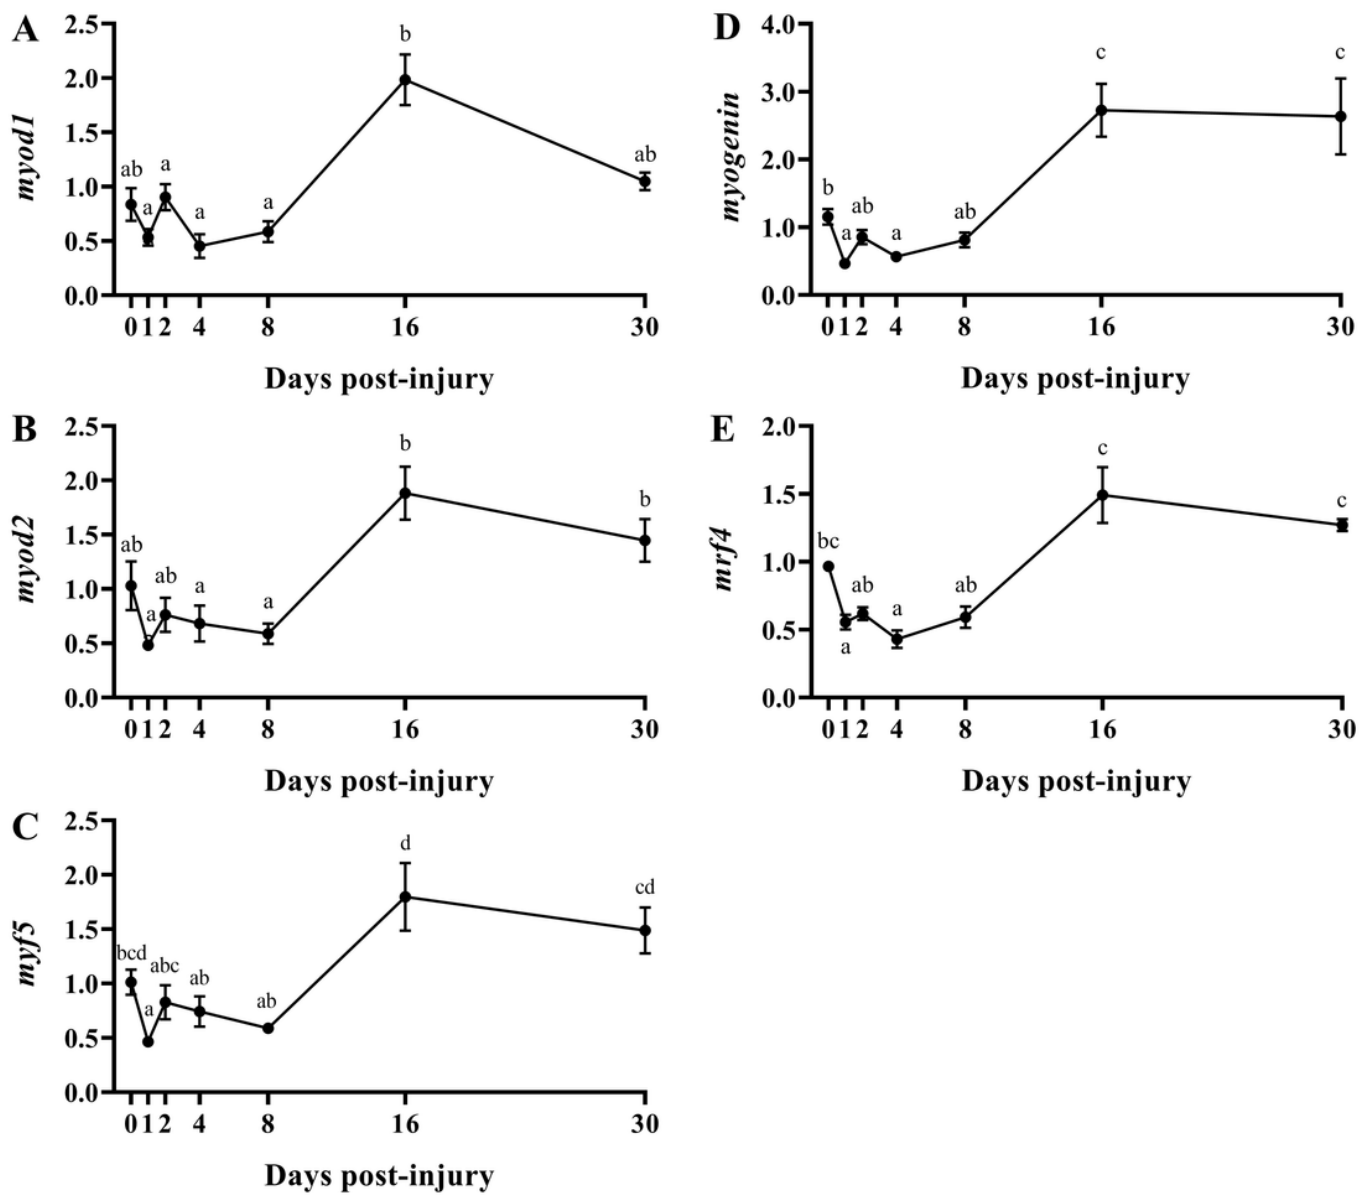 A
myod1
2.5
2.0
1.5
1.0
0.5
0.0
ab
a
a
a
a
b
ab
0 1 2 4 8 16 30
Days post-injury
B
myod2
2.5
2.0
1.5
1.0
0.5
0.0
ab
a
ab
a
a
b
b
0 1 2 4 8 16 30
Days post-injury
C
myf5
2.5
2.0
1.5
1.0
0.5
0.0
bcd
a
abc
ab
ab
d
cd
0 1 2 4 8 16 30
Days post-injury
D
myogenin
4.0
3.0
2.0
1.0
0.0
b
a
ab
a
ab
c
c
0 1 2 4 8 16 30
Days post-injury
E
mrf4
2.0
1.5
1.0
0.5
0.0
bc
a
ab
a
ab
c
c
0 1 2 4 8 16 30
Days post-injury